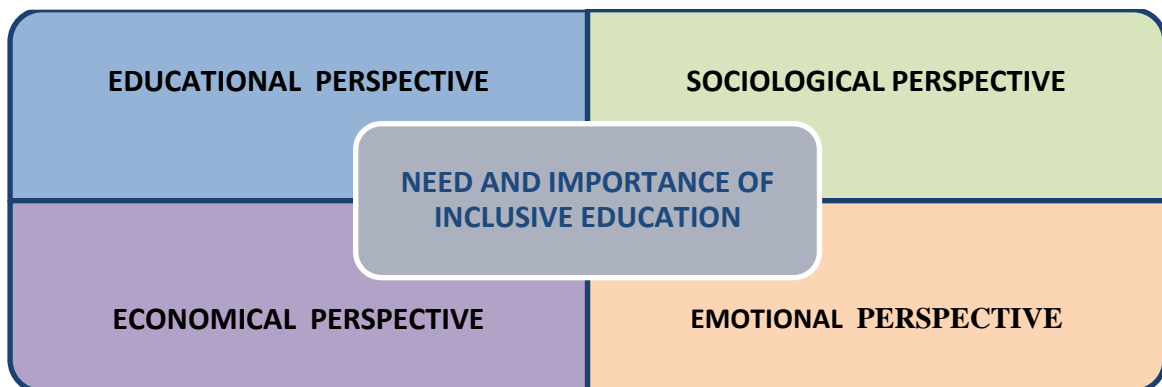 EDUCATIONAL PERSPECTIVE
SOCIOLOGICAL PERSPECTIVE
NEED AND IMPORTANCE OF
INCLUSIVE EDUCATION
ECONOMICAL PERSPECTIVE
EMOTIONAL PERSPECTIVE